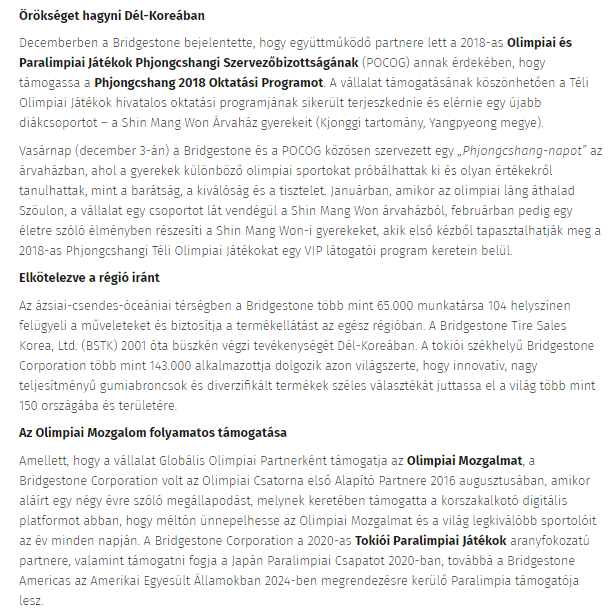 Örökséget hagyni Dél-Koreában
Decemberben a Bridgestone bejelentette, hogy együttműködő partnere lett a 2018-as Olimpiai és
Paralimpiai Játékok Phjongcshangi Szervezőbizottságának (POCOG) annak érdekében, hogy
támogassa a Phjongcshang 2018 Oktatási Programot. A vállalat támogatásának köszönhetően a Téli
Olimpiai Játékok hivatalos oktatási programjának sikerült terjeszkednie és elérnie egy újabb
diákcsoportot – a Shin Mang Won Árvaház gyerekeit (Kjonggi tartomány, Yangpyeong megye).
Vasárnap (december 3-án) a Bridgestone és a POCOG közösen szervezett egy „Phjongcshang-napot” az
árvaházban, ahol a gyerekek különböző olimpiai sportokat próbálhattak ki és olyan értékekről
tanulhattak, mint a barátság, a kiválóság és a tisztelet. Januárban, amikor az olimpiai láng áthalad
Szöulon, a vállalat egy csoportot lát vendégül a Shin Mang Won árvaházból, februárban pedig egy
életre szóló élményben részesíti a Shin Mang Won-i gyerekeket, akik első kézből tapasztalhatják meg a
2018-as Phjongcshangi Téli Olimpiai Játékokat egy VIP látogatói program keretein belül.
Elkötelezve a régió iránt
Az ázsiai-csendes-óceániai térségben a Bridgestone több mint 65.000 munkatársa 104 helyszínen
felügyeli a műveleteket és biztosítja a termékellátást az egész régióban. A Bridgestone Tire Sales
Korea, Ltd. (BSTK) 2001 óta büszkén végzi tevékenységét Dél-Koreában. A tokiói székhelyű Bridgestone
Corporation több mint 143.000 alkalmazottja dolgozik azon világszerte, hogy innovatív, nagy
teljesítményű gumiabroncsok és diverzifikált termékek széles választékát juttassa el a világ több mint
150 országába és területére.
Az Olimpiai Mozgalom folyamatos támogatása
Amellett, hogy a vállalat Globális Olimpiai Partnerként támogatja az Olimpiai Mozgalmat, a
Bridgestone Corporation volt az Olimpiai Csatorna első Alapító Partnere 2016 augusztusában, amikor
aláírt egy négy évre szóló megállapodást, melynek keretében támogatta a korszakalkotó digitális
platformot abban, hogy méltón ünnepelhesse az Olimpiai Mozgalmat és a világ legkiválóbb sportolóit
az év minden napján. A Bridgestone Corporation a 2020-as Tokiói Paralimpiai Játékok aranyfokozatú
partnere, valamint támogatni fogja a Japán Paralimpiai Csapatot 2020-ban, továbbá a Bridgestone
Americas az Amerikai Egyesült Államokban 2024-ben megrendezésre kerülő Paralimpia támogatója
lesz.